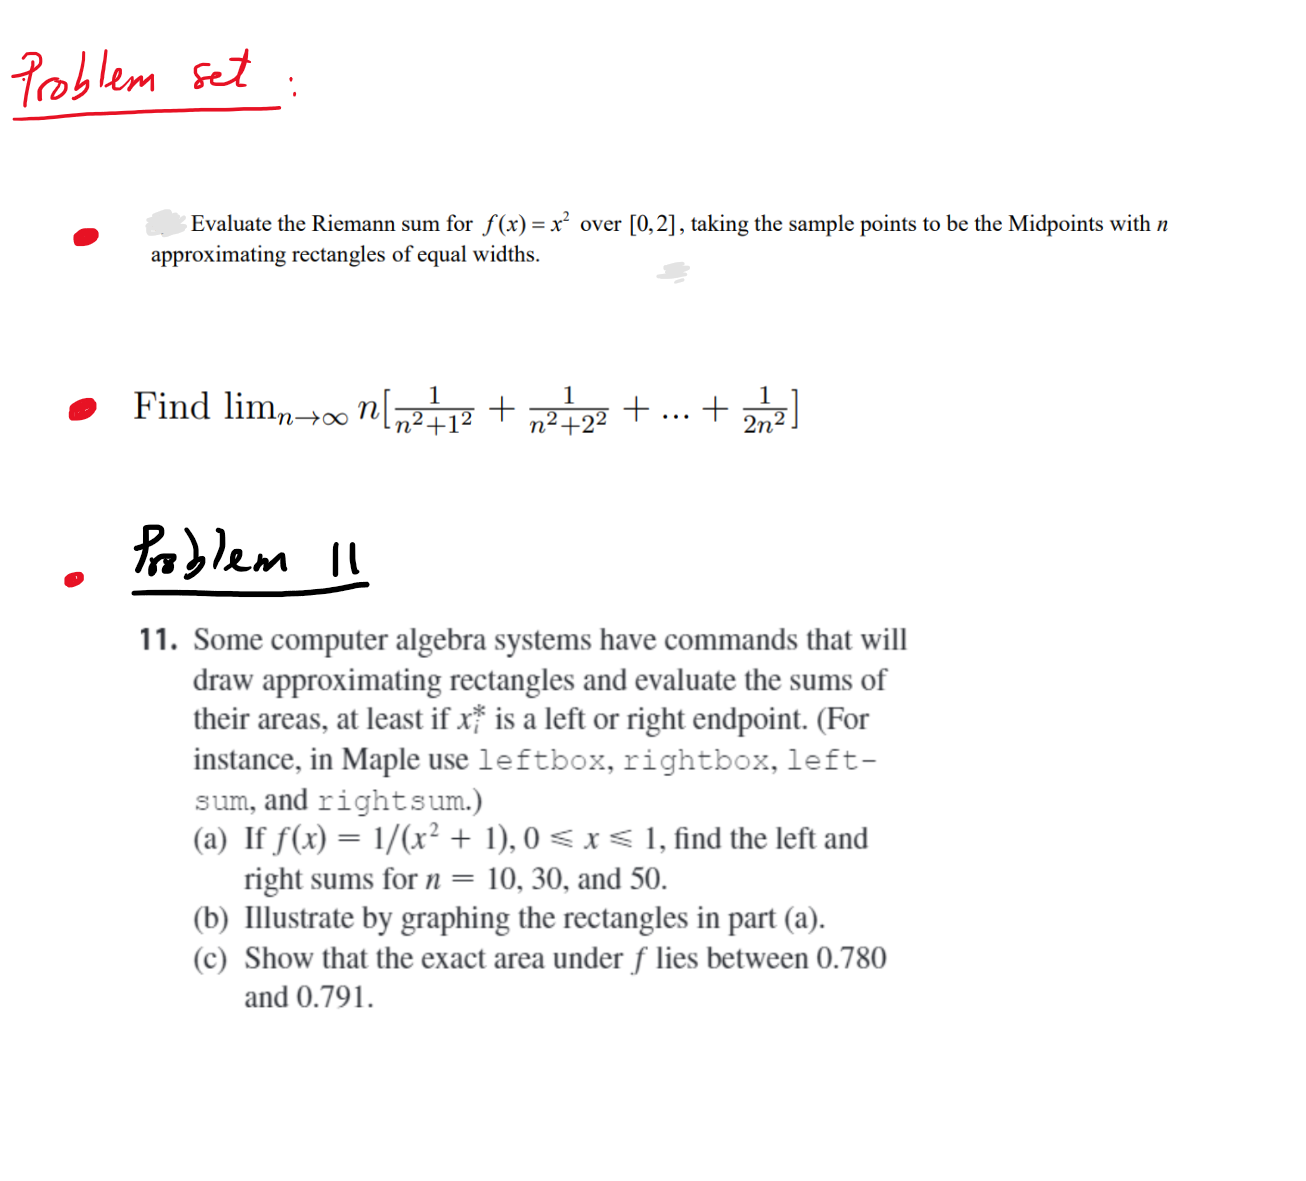 Problem set :
Evaluate the Riemann sum for f(x) = x² over [0,2], taking the sample points to be the Midpoints with n
approximating rectangles of equal widths.
Find limₙ→∞ n[1/(n²+1²) + 1/(n²+2²) + ... + 1/(2n²)]
Problem 11
11. Some computer algebra systems have commands that will
draw approximating rectangles and evaluate the sums of
their areas, at least if xᵢ* is a left or right endpoint. (For
instance, in Maple use leftbox, rightbox, left-
sum, and rightsum.)
(a) If f(x) = 1/(x² + 1), 0 ⩽ x ⩽ 1, find the left and
right sums for n = 10, 30, and 50.
(b) Illustrate by graphing the rectangles in part (a).
(c) Show that the exact area under f lies between 0.780
and 0.791.